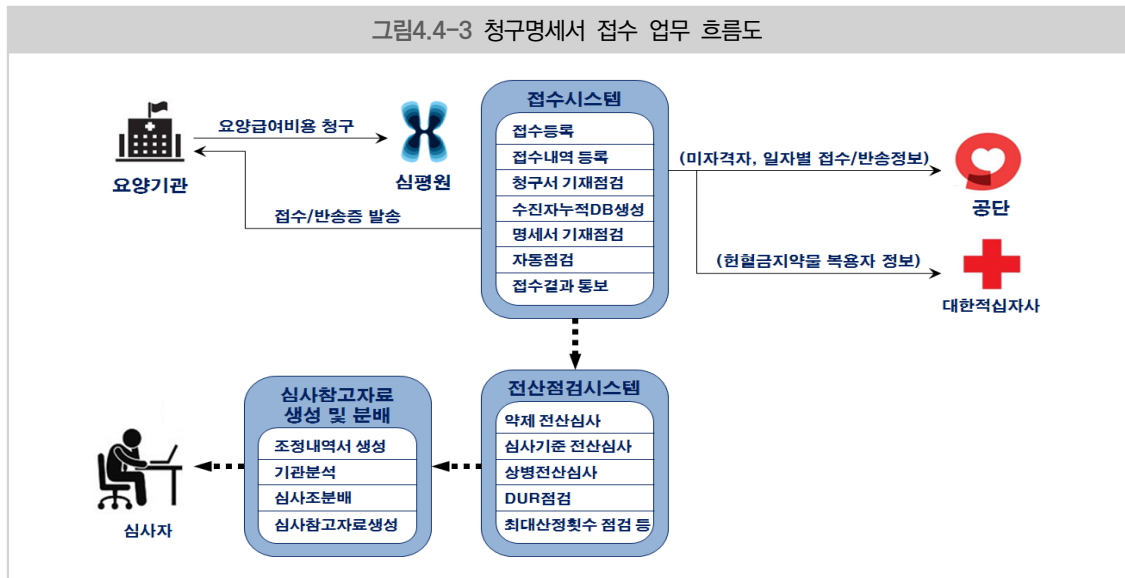 그림4.4-3 청구명세서 접수 업무 흐름도
요양기관
요양급여비용 청구
심평원
접수/반송증 발송
접수시스템
접수등록
접수내역 등록
청구서 기재점검
수진자누적DB생성
명세서 기재점검
자동점검
접수결과 통보
(미자격자, 일자별 접수/반송정보)
공단
(헌혈금지약물 복용자 정보)
대한적십자사
전산점검시스템
약제 전산심사
심사기준 전산심사
상병전산심사
DUR점검
최대산정횟수 점검 등
심사참고자료
생성 및 분배
조정내역서 생성
기관분석
심사조분배
심사참고자료생성
심사자